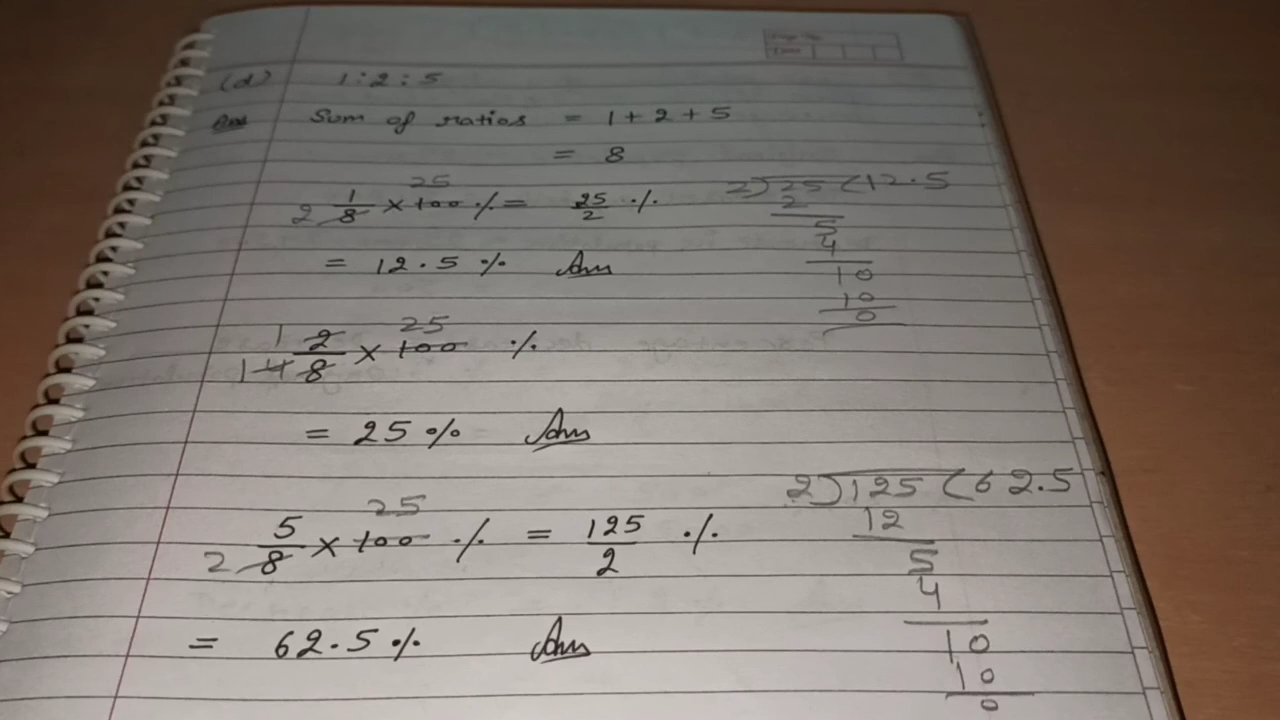 (d) 1 : 2 : 5
Ans Sum of ratios = 1 + 2 + 5
= 8
25
2 1/8 × 100 % = 25/2 %
= 12.5 % Ans
2) 25 (12.5
2
5
4
10
10
0
1 25
1 4 2/8 × 100 %
= 25 % Ans
25
2 5/8 × 100 % = 125/2 %
= 62.5 % Ans
2) 125 (62.5
12
5
4
10
10
0